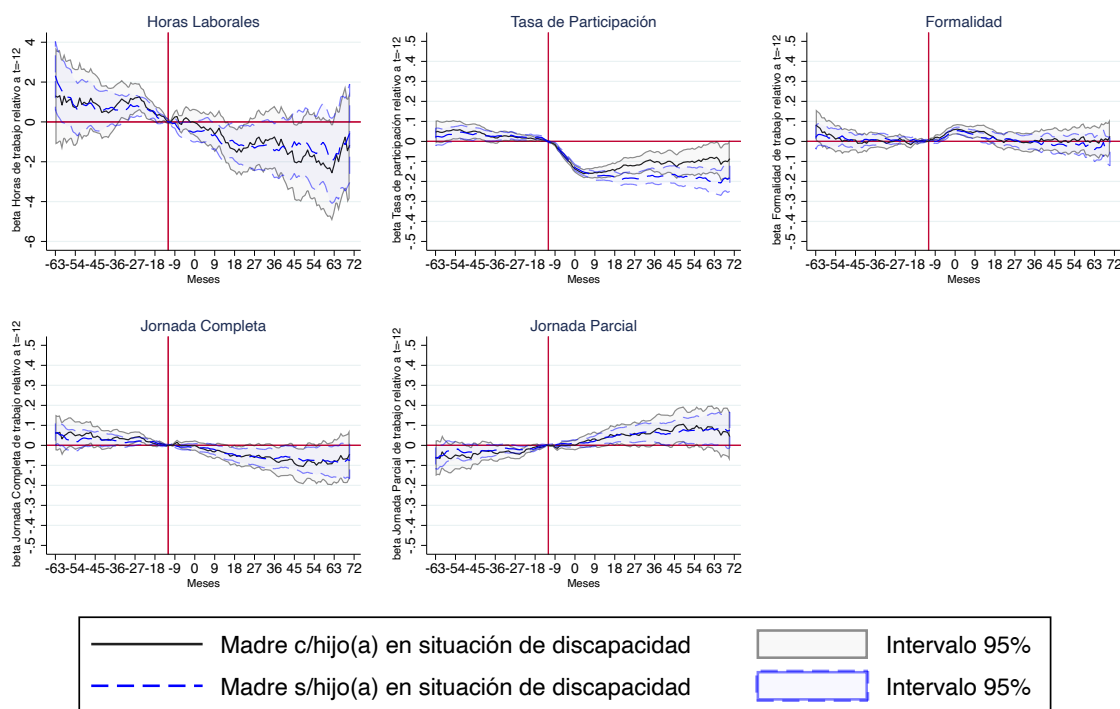 Horas Laborales
beta Horas de trabajo relativo a t=-12
4
2
0
-2
-4
-6
-63-54-45-36-27-18 -9 0 9 18 27 36 45 54 63 72
Meses
Tasa de Participación
beta Tasa de participación relativo a t=-12
-.5 -.4 -.3 -.2 -.1 0 .1 .2 .3 .4 .5
-63-54-45-36-27-18 -9 0 9 18 27 36 45 54 63 72
Meses
Formalidad
beta Formalidad de trabajo relativo a t=-12
-.5 -.4 -.3 -.2 -.1 0 .1 .2 .3 .4 .5
-63-54-45-36-27-18 -9 0 9 18 27 36 45 54 63 72
Meses
Jornada Completa
beta Jornada Completa de trabajo relativo a t=-12
-.5 -.4 -.3 -.2 -.1 0 .1 .2 .3 .4 .5
-63-54-45-36-27-18 -9 0 9 18 27 36 45 54 63 72
Meses
Jornada Parcial
beta Jornada Parcial de trabajo relativo a t=-12
-.5 -.4 -.3 -.2 -.1 0 .1 .2 .3 .4 .5
-63-54-45-36-27-18 -9 0 9 18 27 36 45 54 63 72
Meses
Madre c/hijo(a) en situación de discapacidad
Intervalo 95%
Madre s/hijo(a) en situación de discapacidad
Intervalo 95%